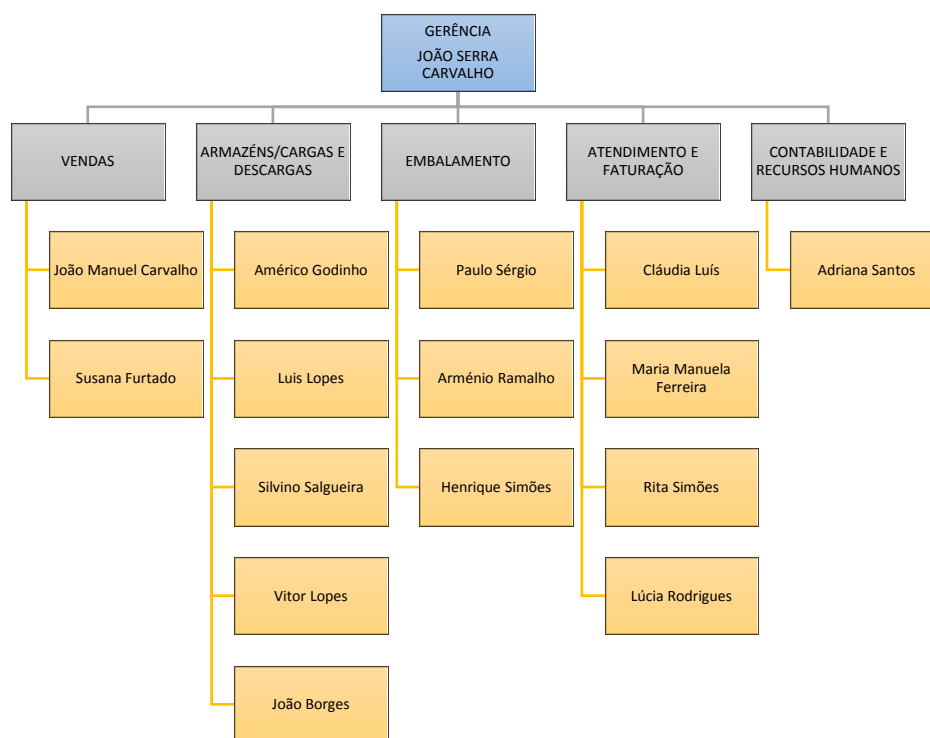 GERÊNCIA
JOÃO SERRA
CARVALHO
VENDAS
ARMAZÉNS/CARGAS E
DESCARGAS
EMBALAMENTO
ATENDIMENTO E
FATURAÇÃO
CONTABILIDADE E
RECURSOS HUMANOS
João Manuel Carvalho
Susana Furtado
Américo Godinho
Luis Lopes
Silvino Salgueira
Vitor Lopes
João Borges
Paulo Sérgio
Arménio Ramalho
Henrique Simões
Cláudia Luís
Maria Manuela
Ferreira
Rita Simões
Lúcia Rodrigues
Adriana Santos